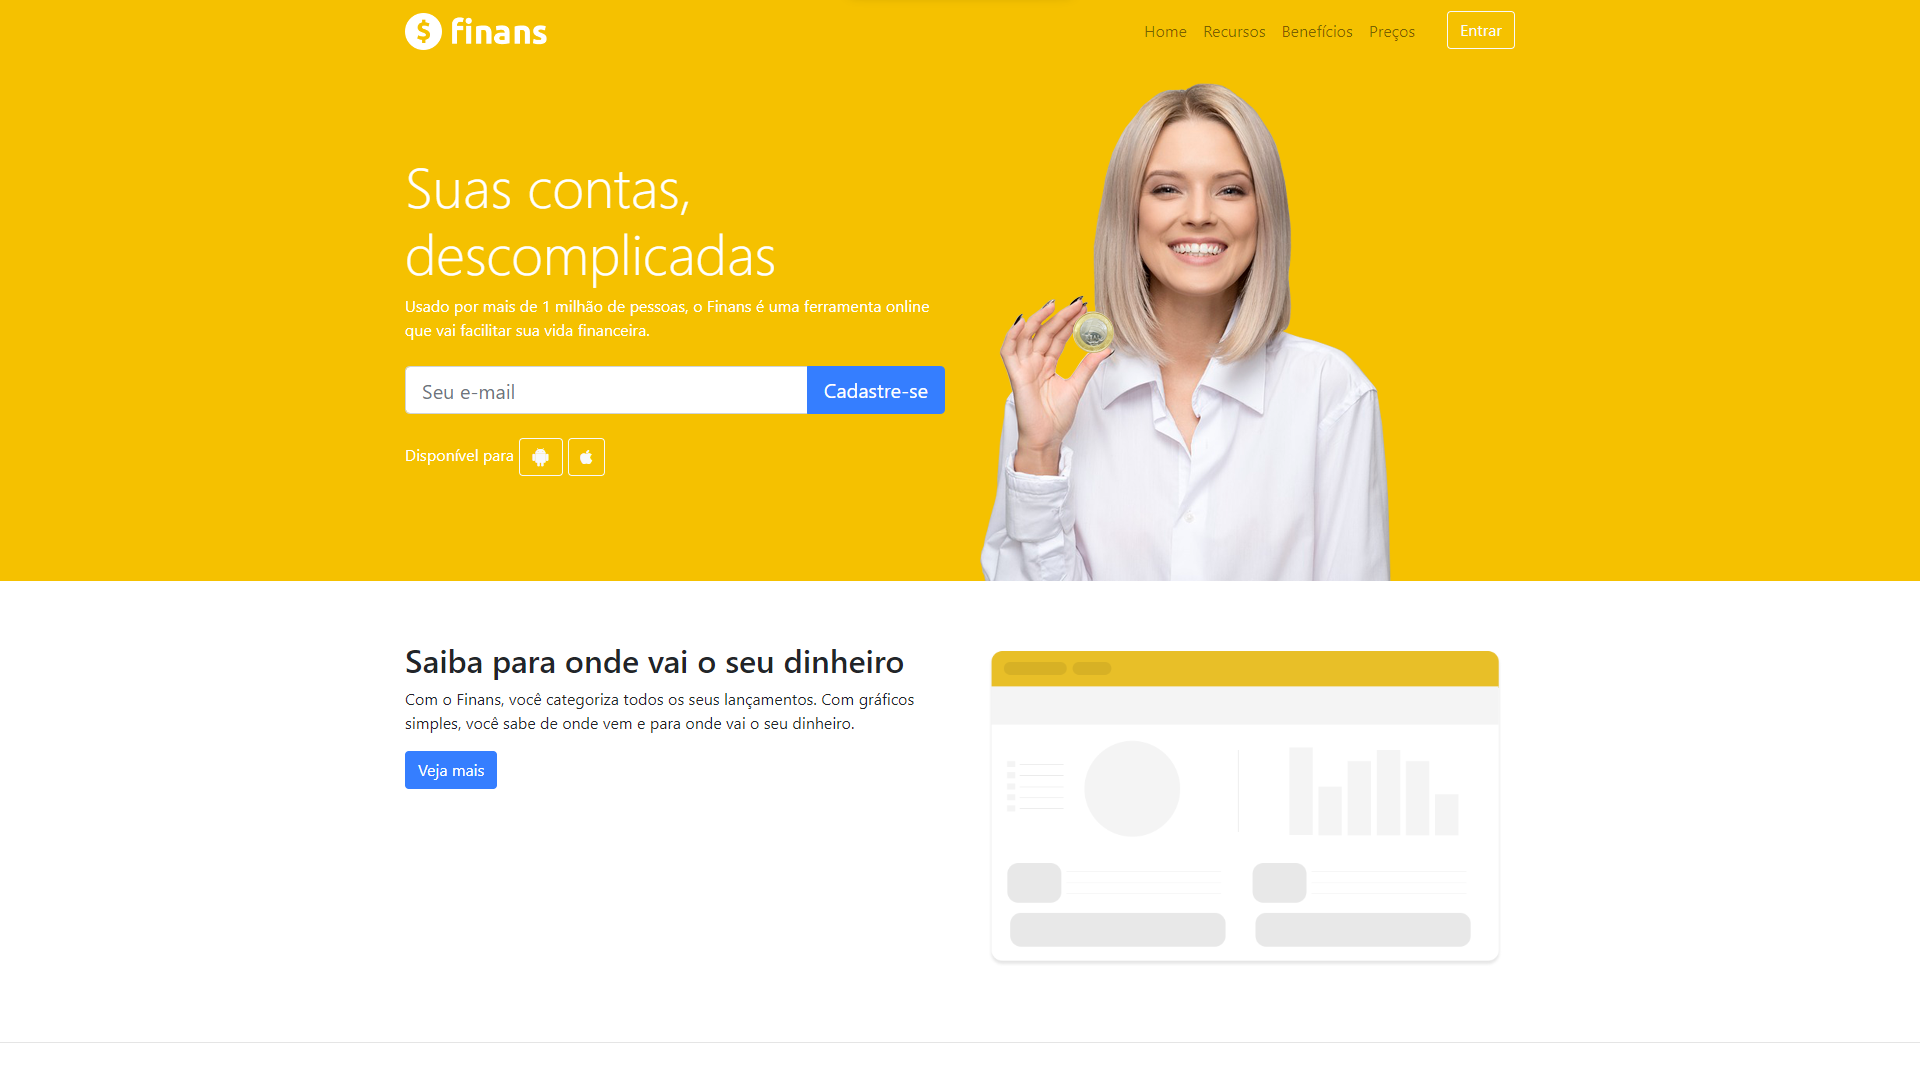 finans
Home Recursos Benefícios Preços Entrar
Suas contas,
descomplicadas
Usado por mais de 1 milhão de pessoas, o Finans é uma ferramenta online
que vai facilitar sua vida financeira.
Seu e-mail Cadastre-se
Disponível para
Saiba para onde vai o seu dinheiro
Com o Finans, você categoriza todos os seus lançamentos. Com gráficos
simples, você sabe de onde vem e para onde vai o seu dinheiro.
Veja mais